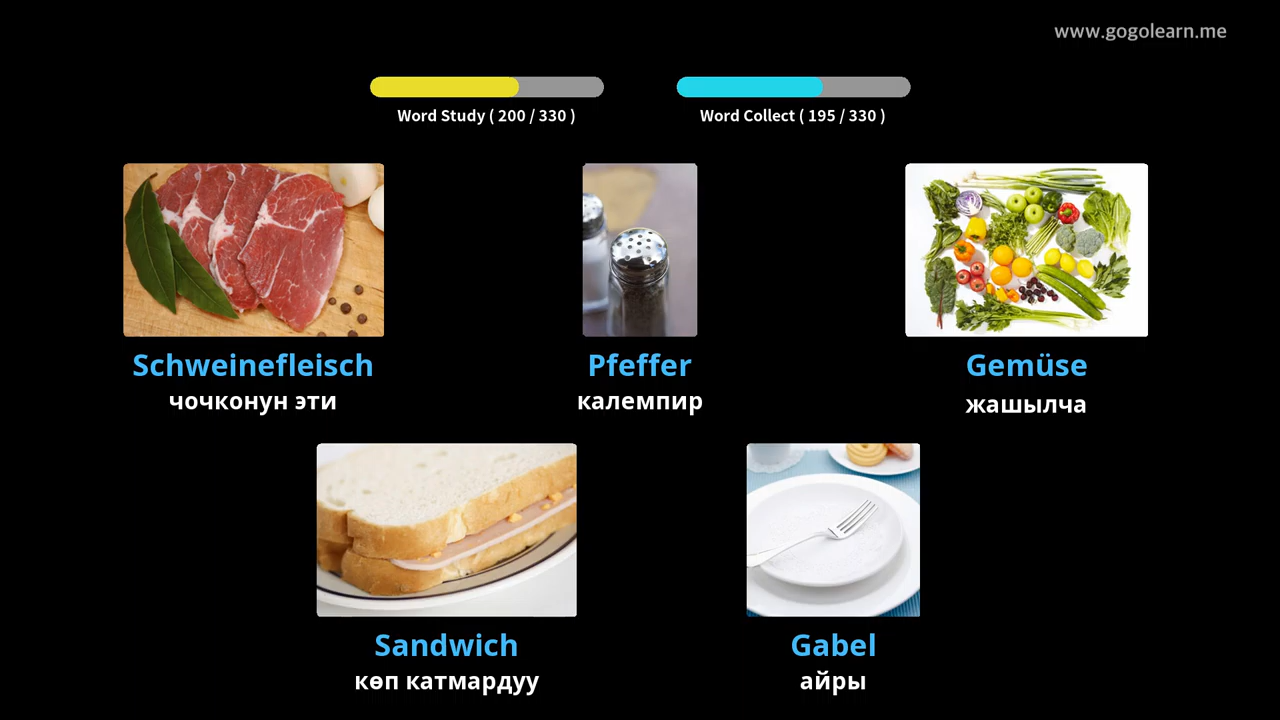 www.gogolearn.me
Word Study ( 200 / 330 )
Word Collect ( 195 / 330 )
Schweinefleisch
чочконун эти
Pfeffer
калемпир
Gemüse
жашылча
Sandwich
көп катмардуу
Gabel
айры